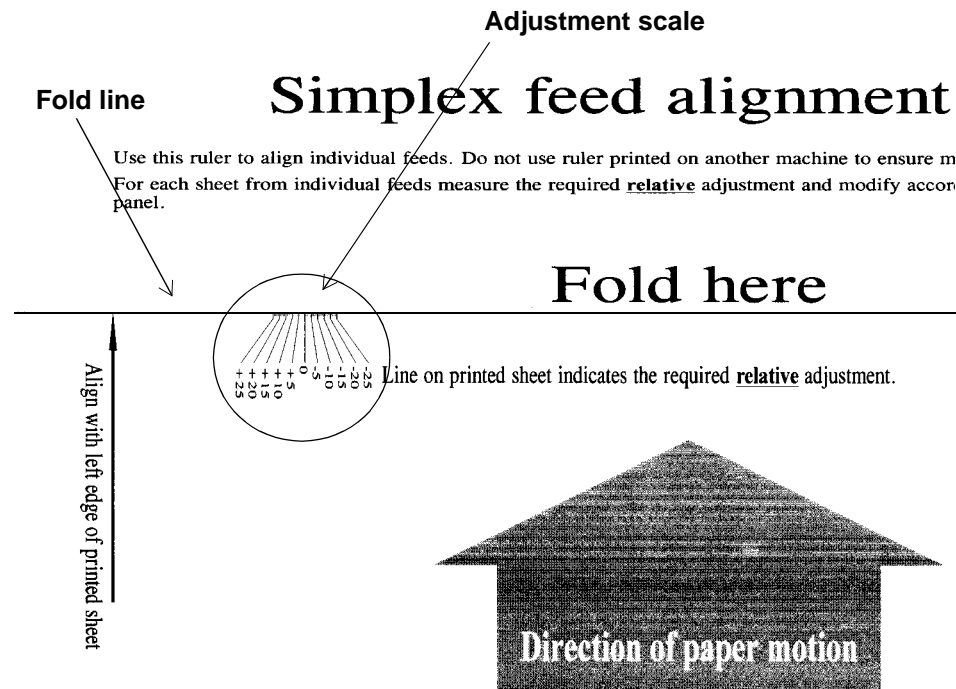 Adjustment scale
Fold line
Simplex feed alignment
Use this ruler to align individual feeds. Do not use ruler printed on another machine to ensure m
For each sheet from individual feeds measure the required relative adjustment and modify accor
panel.
Fold here
+25
+20
+15
+10
+5
0
-5
-10
-15
-20
-25
Line on printed sheet indicates the required relative adjustment.
Align with left edge of printed sheet
Direction of paper motion